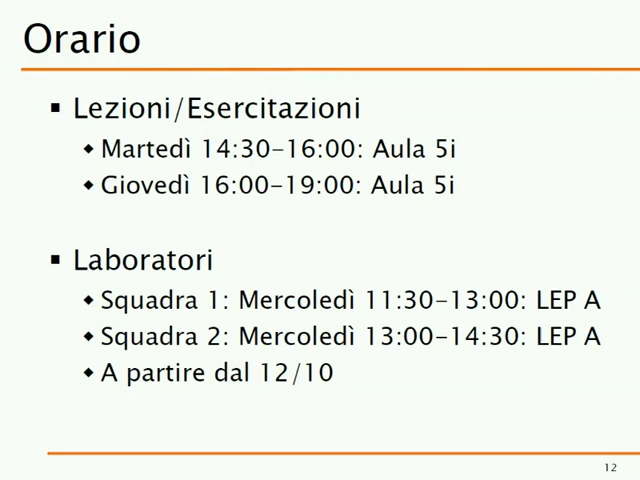 Orario
Lezioni/Esercitazioni
Martedì 14:30-16:00: Aula 5i
Giovedì 16:00-19:00: Aula 5i
Laboratori
Squadra 1: Mercoledì 11:30-13:00: LEP A
Squadra 2: Mercoledì 13:00-14:30: LEP A
A partire dal 12/10
12